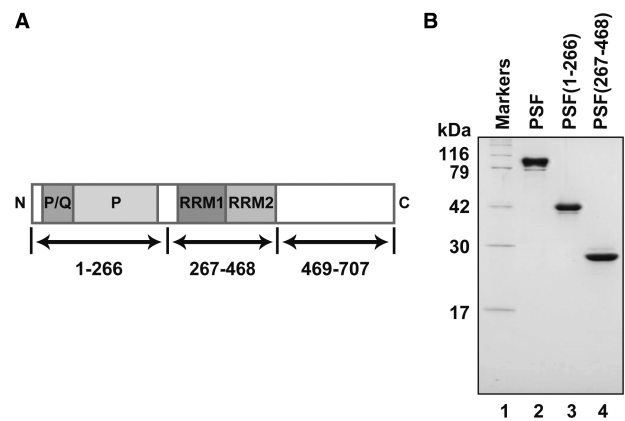 A
N P/Q P RRM1 RRM2 C
1-266 267-468 469-707
B
Markers
PSF
PSF(1-266)
PSF(267-468)
kDa
116
79
42
30
17
1 2 3 4